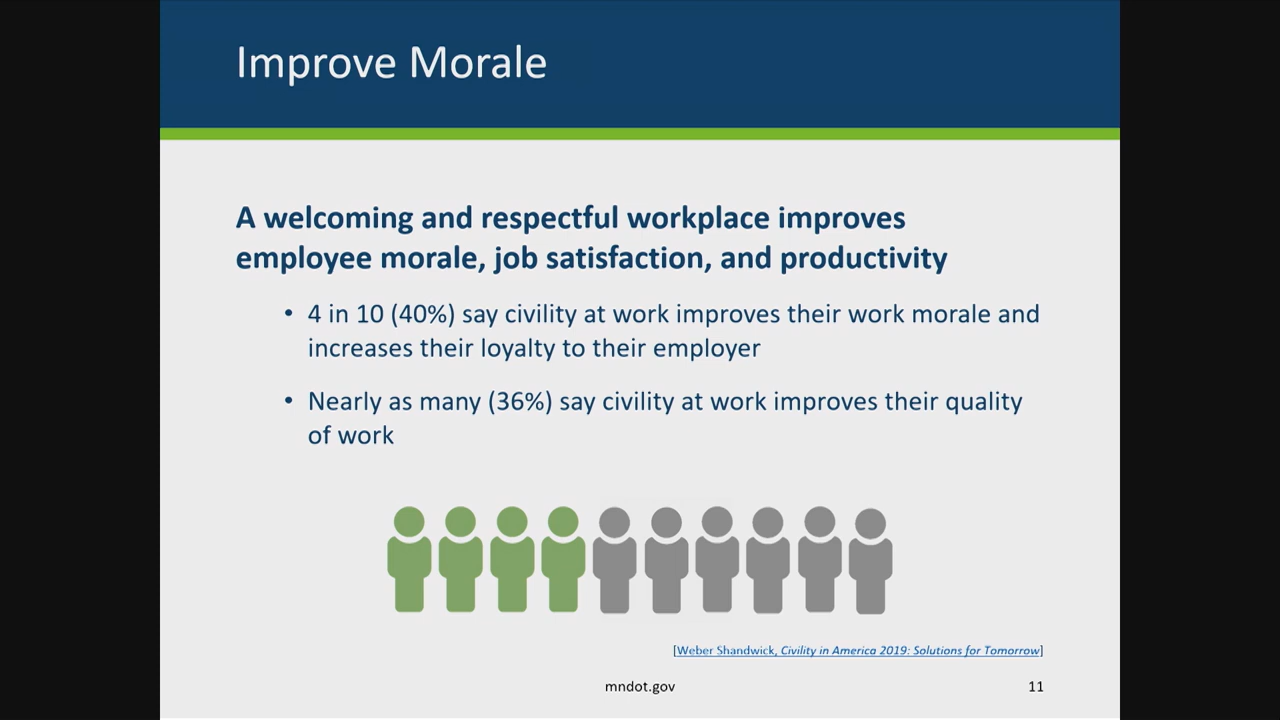 Improve Morale
A welcoming and respectful workplace improves
employee morale, job satisfaction, and productivity
• 4 in 10 (40%) say civility at work improves their work morale and
increases their loyalty to their employer
• Nearly as many (36%) say civility at work improves their quality
of work
[Weber Shandwick, Civility in America 2019: Solutions for Tomorrow]
mndot.gov
11